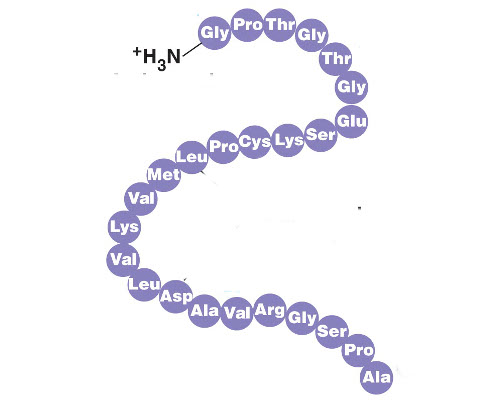 +H3N
Gly Pro Thr Gly Thr Gly Glu
Ser Lys Cys Pro Leu Met Val Lys Val
Leu Asp Ala Val Arg Gly Ser Pro Ala